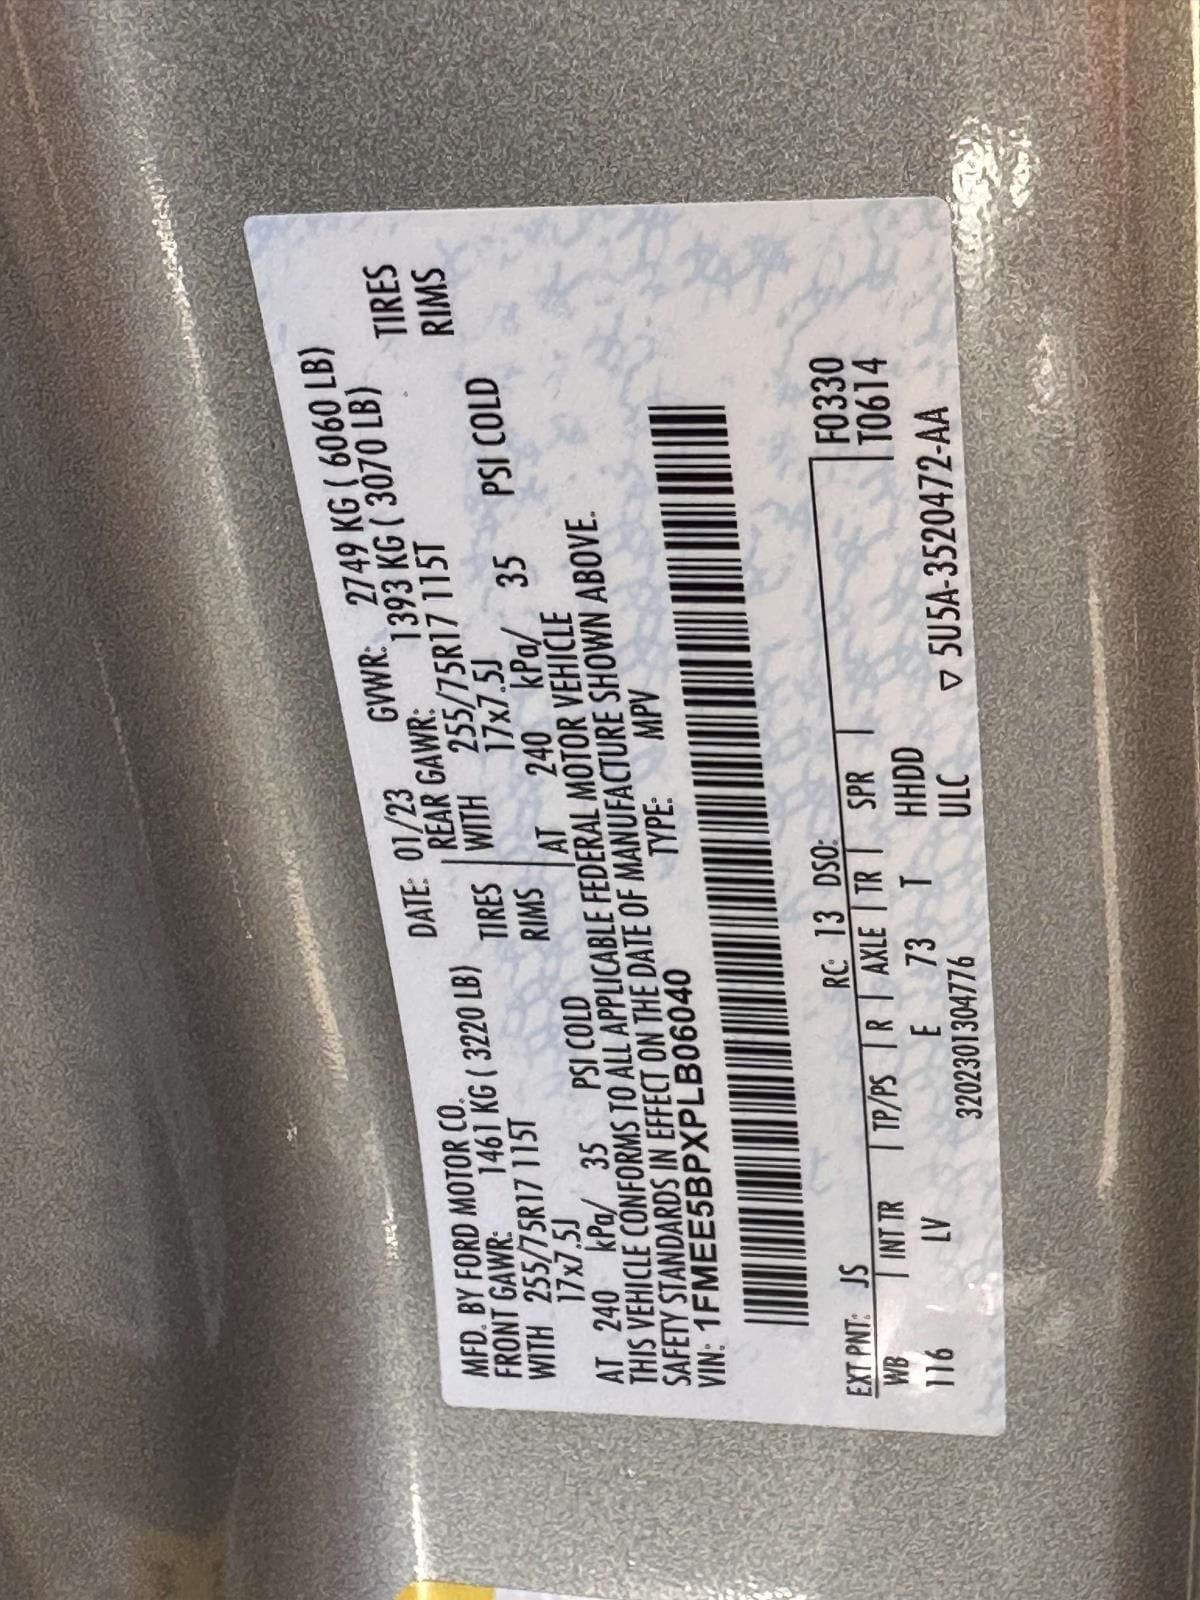 MFD. BY FORD MOTOR CO. DATE: 01/23 GVWR: 2749 KG ( 6060 LB)
FRONT GAWR: 1461 KG ( 3220 LB) REAR GAWR: 1393 KG ( 3070 LB)
WITH 255/75R17 115T TIRES WITH 255/75R17 115T TIRES
17x7.5J RIMS 17x7.5J RIMS
AT 240 kPa/ 35 PSI COLD AT 240 kPa/ 35 PSI COLD
THIS VEHICLE CONFORMS TO ALL APPLICABLE FEDERAL MOTOR VEHICLE
SAFETY STANDARDS IN EFFECT ON THE DATE OF MANUFACTURE SHOWN ABOVE.
VIN: 1FMEE5BPXPLB06040 TYPE: MPV
EXT PNT: JS RC: 13 DSO: F0330
WB INT TR TP/PS R AXLE TR SPR T0614
116 LV E 73 T HHDD
3202301304776 ULC ▽ 5U5A-3520472-AA